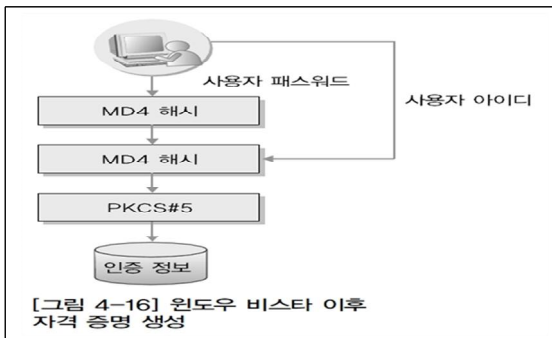 사용자 패스워드
사용자 아이디
MD4 해시
MD4 해시
PKCS#5
인증 정보
[그림 4-16] 윈도우 비스타 이후
자격 증명 생성